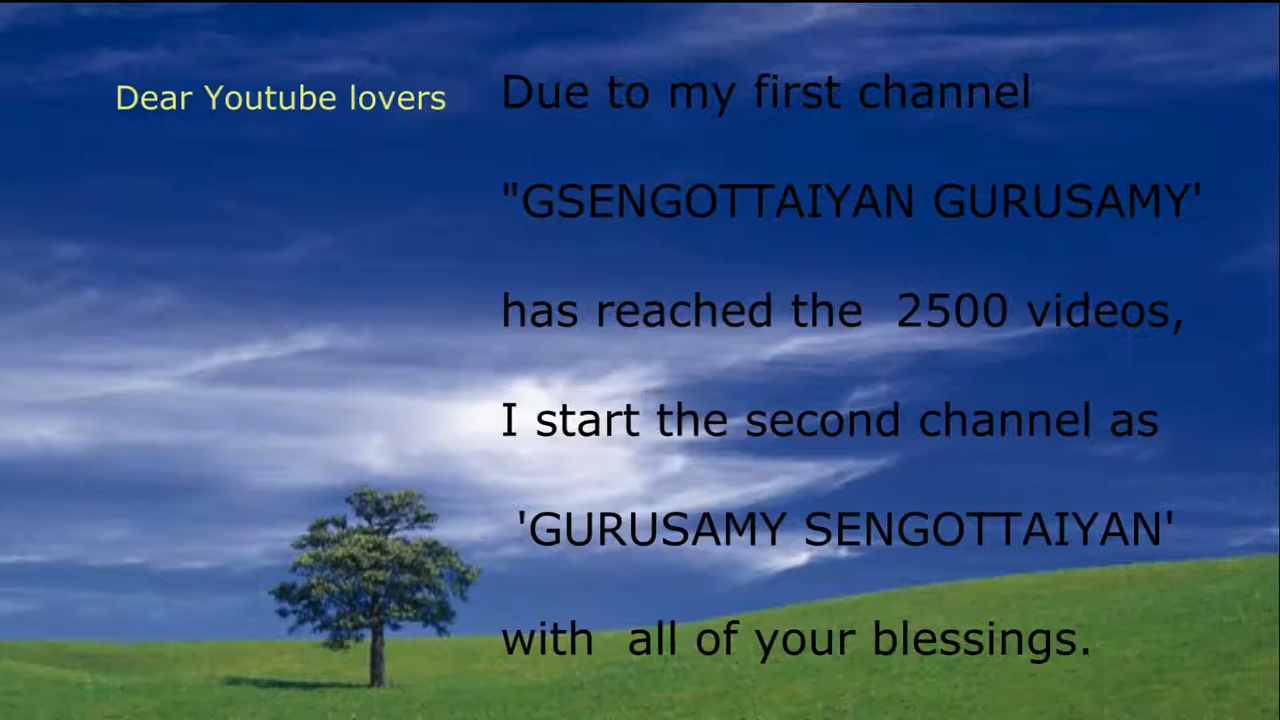 Dear Youtube lovers
Due to my first channel
"GSENGOTTAIYAN GURUSAMY'
has reached the  2500 videos,
I start the second channel as
'GURUSAMY SENGOTTAIYAN'
with  all of your blessings.